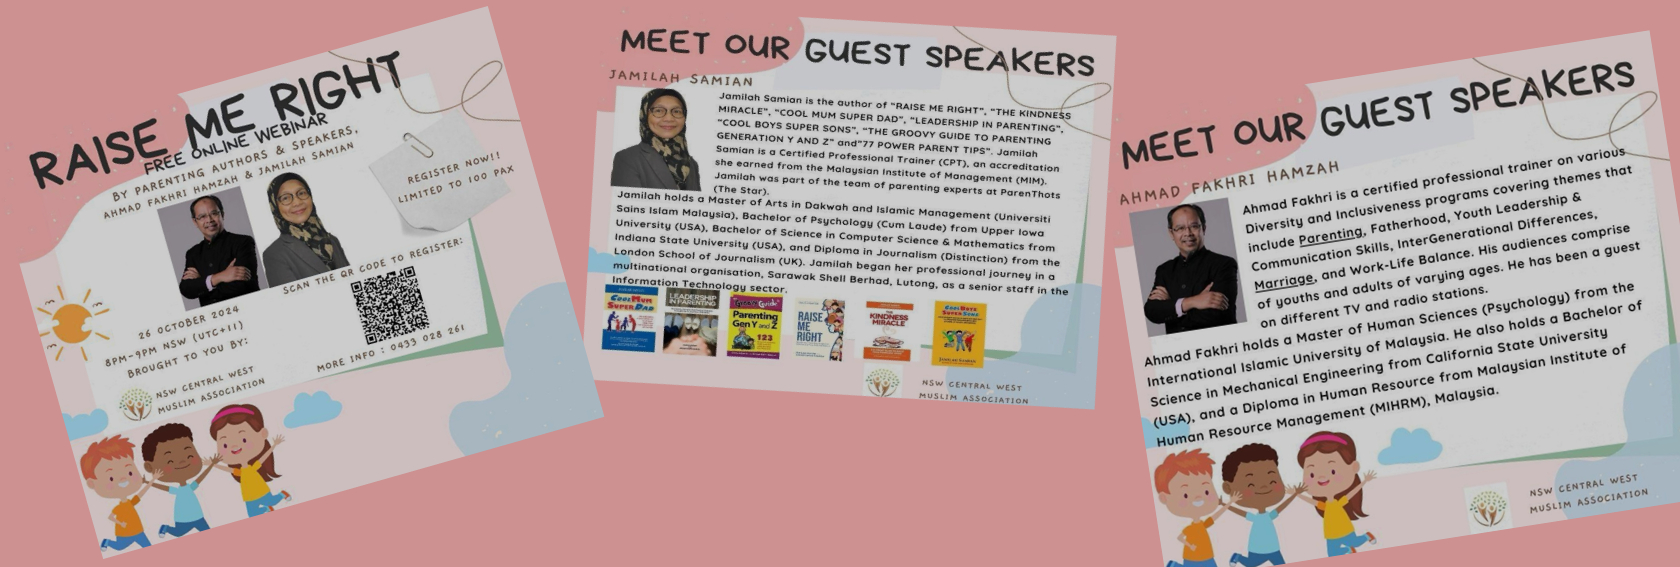 RAISE ME RIGHT
FREE ONLINE WEBINAR
BY PARENTING AUTHORS & SPEAKERS,
AHMAD FAKHRI HAMZAH & JAMILAH SAMIAN
REGISTER NOW!!
LIMITED TO 100 PAX
SCAN THE QR CODE TO REGISTER:
26 OCTOBER 2024
8PM-9PM NSW (UTC+11)
BROUGHT TO YOU BY:
NSW CENTRAL WEST
MUSLIM ASSOCIATION
MORE INFO : 0433 028 261
MEET OUR GUEST SPEAKERS
JAMILAH SAMIAN
Jamilah Samian is the author of "RAISE ME RIGHT", "THE KINDNESS
MIRACLE", "COOL MUM SUPER DAD", "LEADERSHIP IN PARENTING",
"COOL BOYS SUPER SONS", "THE GROOVY GUIDE TO PARENTING
GENERATION Y AND Z" and"77 POWER PARENT TIPS". Jamilah
Samian is a Certified Professional Trainer (CPT), an accreditation
she earned from the Malaysian Institute of Management (MIM).
Jamilah was part of the team of parenting experts at ParenThots
(The Star).
Jamilah holds a Master of Arts in Dakwah and Islamic Management (Universiti
Sains Islam Malaysia), Bachelor of Psychology (Cum Laude) from Upper Iowa
University (USA), Bachelor of Science in Computer Science & Mathematics from
Indiana State University (USA), and Diploma in Journalism (Distinction) from the
London School of Journalism (UK). Jamilah began her professional journey in a
multinational organisation, Sarawak Shell Berhad, Lutong, as a senior staff in the
Information Technology sector.
COOL MUM
SUPER DAD
LEADERSHIP
IN PARENTING
Parenting
Gen Y and Z
123
RAISE
ME
RIGHT
THE
KINDNESS
MIRACLE
COOL BOYS
SUPER SONS
NSW CENTRAL WEST
MUSLIM ASSOCIATION
MEET OUR GUEST SPEAKERS
AHMAD FAKHRI HAMZAH
Ahmad Fakhri is a certified professional trainer on various
Diversity and Inclusiveness programs covering themes that
include Parenting, Fatherhood, Youth Leadership &
Communication Skills, InterGenerational Differences,
Marriage, and Work-Life Balance. His audiences comprise
of youths and adults of varying ages. He has been a guest
on different TV and radio stations.
Ahmad Fakhri holds a Master of Human Sciences (Psychology) from the
International Islamic University of Malaysia. He also holds a Bachelor of
Science in Mechanical Engineering from California State University
(USA), and a Diploma in Human Resource from Malaysian Institute of
Human Resource Management (MIHRM), Malaysia.
NSW CENTRAL WEST
MUSLIM ASSOCIATION